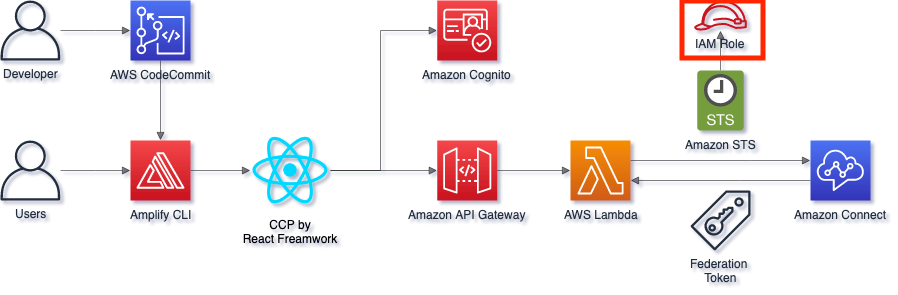 IAM Role
Developer
AWS CodeCommit
Amazon Cognito
STS
Amazon STS
Users
Amplify CLI
CCP by
React Freamwork
Amazon API Gateway
AWS Lambda
Amazon Connect
Federation
Token